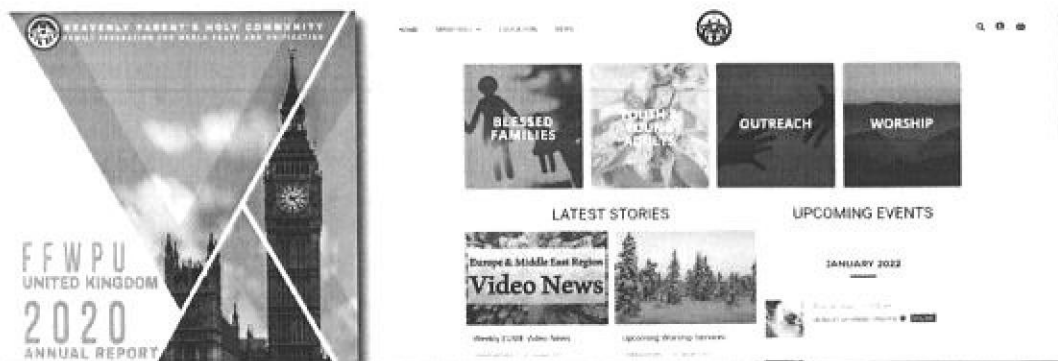 HEAVENLY PARENT'S HOLY COMMUNITY
FAMILY FEDERATION FOR WORLD PEACE AND UNIFICATION
FFWPU
UNITED KINGDOM
2020
ANNUAL REPORT
HOME
EDUCATION
NEWS
BLESSED
FAMILIES
YOUTH &
YOUNG
ADULTS
OUTREACH
WORSHIP
LATEST STORIES
UPCOMING EVENTS
Europe & Middle East Region
Video News
JANUARY 2022
Weekly EUME Video News
Upcoming Worship Services